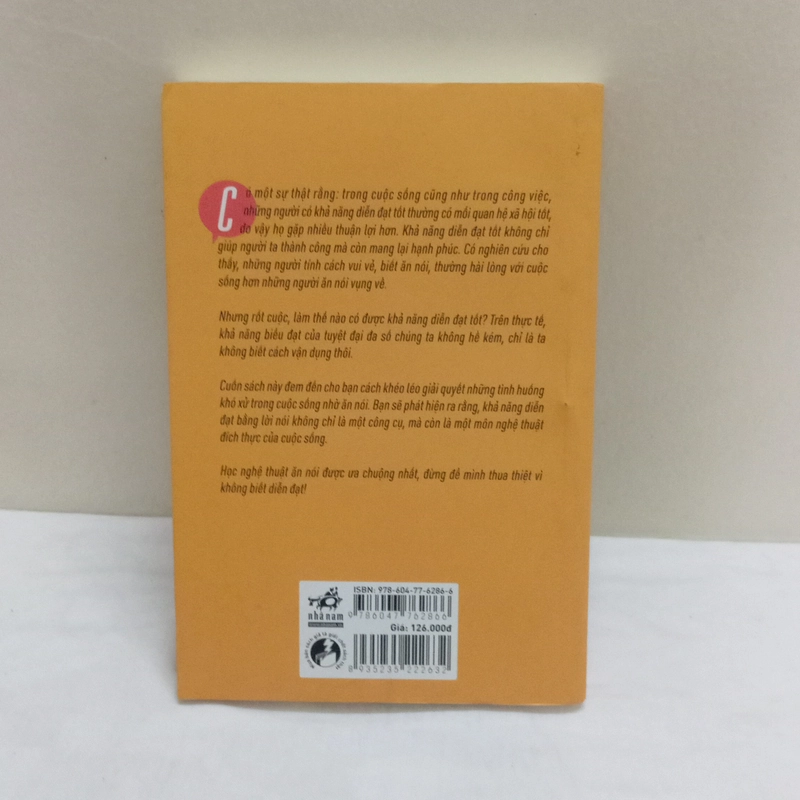 Có một sự thật rằng: trong cuộc sống cũng như trong công việc,
những người có khả năng diễn đạt tốt thường có mối quan hệ xã hội tốt,
do vậy họ gặp nhiều thuận lợi hơn. Khả năng diễn đạt tốt không chỉ
giúp người ta thành công mà còn mang lại hạnh phúc. Có nghiên cứu cho
thấy, những người tính cách vui vẻ, biết ăn nói, thường hài lòng với cuộc
sống hơn những người ăn nói vụng về.
Nhưng rốt cuộc, làm thế nào có được khả năng diễn đạt tốt? Trên thực tế,
khả năng biểu đạt của tuyệt đại đa số chúng ta không hề kém, chỉ là ta
không biết cách vận dụng thôi.
Cuốn sách này đem đến cho bạn cách khéo léo giải quyết những tình huống
khó xử trong cuộc sống nhờ ăn nói. Bạn sẽ phát hiện ra rằng, khả năng diễn
đạt bằng lời nói không chỉ là một công cụ, mà còn là một môn nghệ thuật
đích thực của cuộc sống.
Học nghệ thuật ăn nói được ưa chuộng nhất, đừng để mình thua thiệt vì
không biết diễn đạt!
ISBN: 978-604-77-6286-6
9 786047 762866
nhã nam
Giá: 126.000đ
8 935235 222632